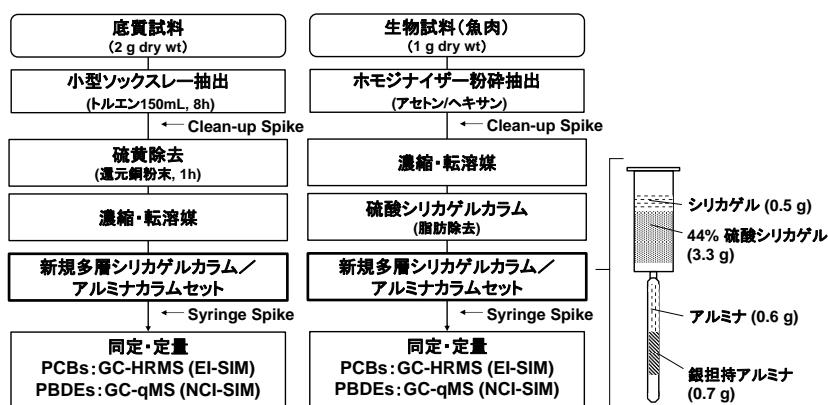 底質試料
(2 g dry wt)
小型ソックスレー抽出
(トルエン150mL, 8h)
Clean-up Spike
硫黄除去
(還元銅粉末, 1h)
濃縮・転溶媒
新規多層シリカゲルカラム／
アルミナカラムセット
Syringe Spike
同定・定量
PCBs：GC-HRMS (EI-SIM)
PBDEs：GC-qMS (NCI-SIM)
生物試料（魚肉）
(1 g dry wt)
ホモジナイザー粉砕抽出
(アセトン/ヘキサン)
Clean-up Spike
濃縮・転溶媒
硫酸シリカゲルカラム
(脂肪除去)
新規多層シリカゲルカラム／
アルミナカラムセット
Syringe Spike
同定・定量
PCBs：GC-HRMS (EI-SIM)
PBDEs：GC-qMS (NCI-SIM)
シリカゲル (0.5 g)
44% 硫酸シリカゲル
(3.3 g)
アルミナ (0.6 g)
銀担持アルミナ
(0.7 g)